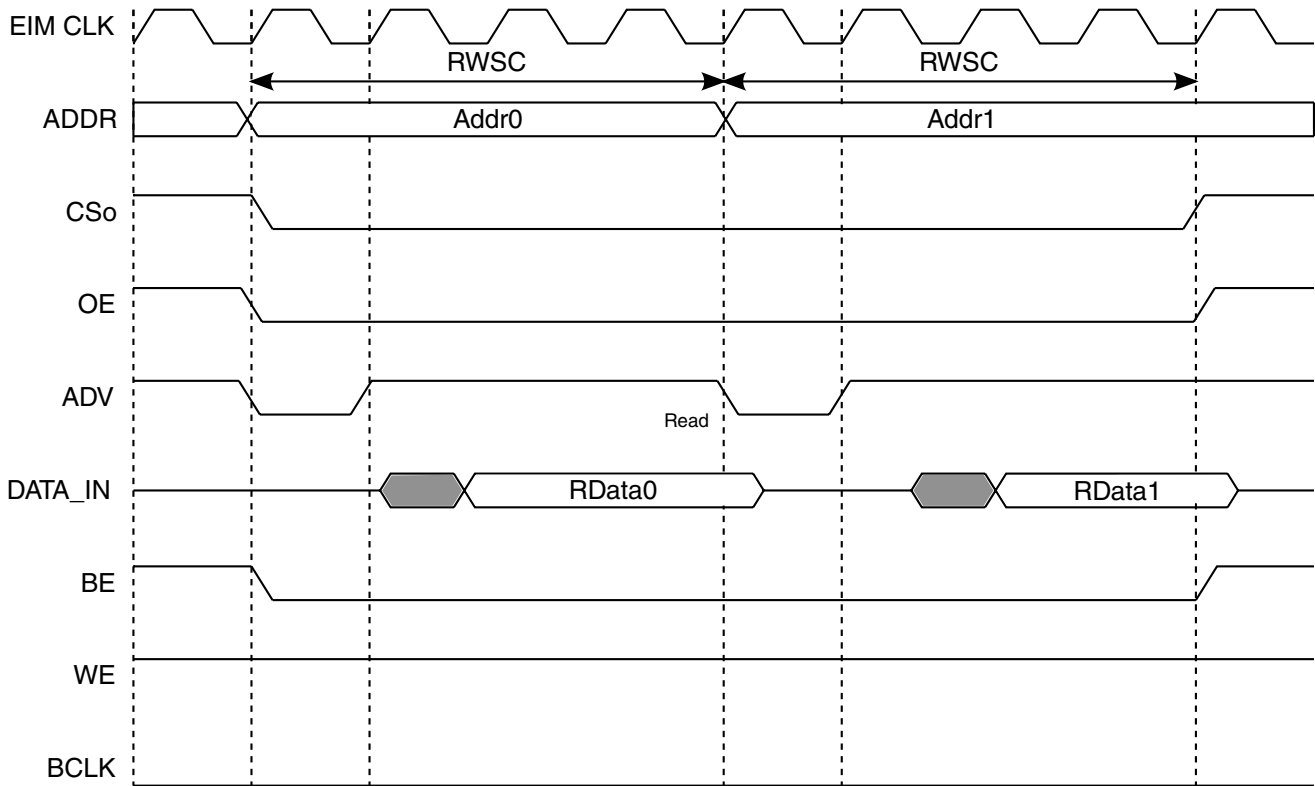 EIM CLK
RWSC RWSC
ADDR Addr0 Addr1
CSo
OE
ADV
Read
DATA_IN RData0 RData1
BE
WE
BCLK